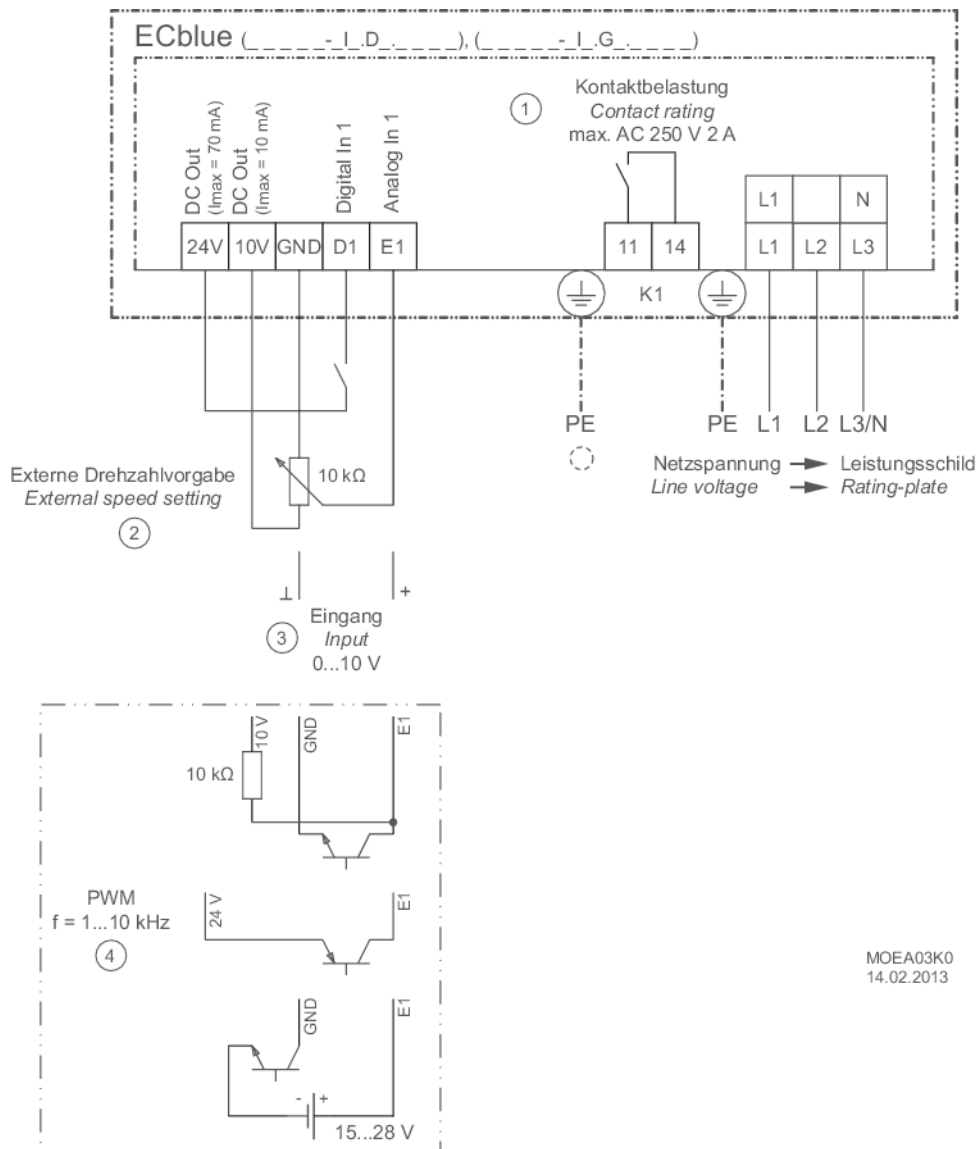 ECblue (_ _ _ _ _-_I_.D_._ _ _ _), (_ _ _ _ _-_I_.G_._ _ _ _)
1
Kontaktbelastung
Contact rating
max. AC 250 V 2 A
DC Out
(Imax = 70 mA)
DC Out
(Imax = 10 mA)
Digital In 1
Analog In 1
L1 N
24V 10V GND D1 E1 11 14 L1 L2 L3
K1
PE PE L1 L2 L3/N
Netzspannung Leistungsschild
Line voltage Rating-plate
Externe Drehzahlvorgabe
External speed setting
2
10 kΩ
⊥ +
3
Eingang
Input
0...10 V
10 V GND E1
10 kΩ
PWM
f = 1...10 kHz
4
24 V E1
GND E1
- +
15...28 V
MOEA03K0
14.02.2013